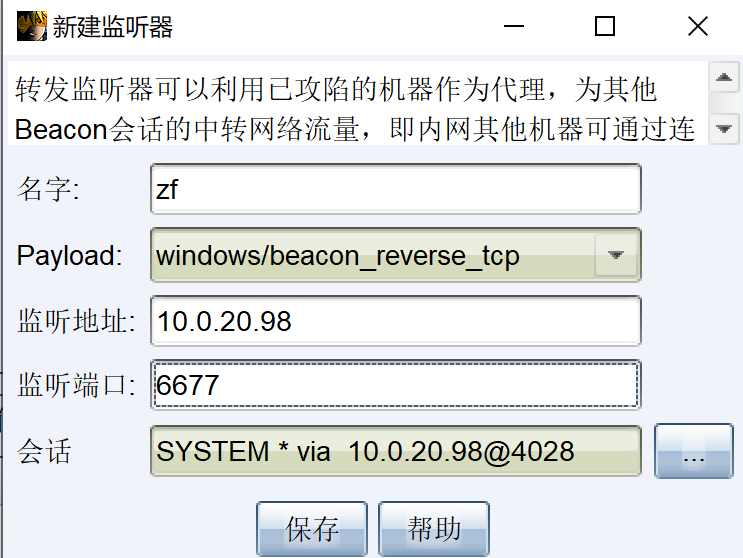 新建监听器
转发监听器可以利用已攻陷的机器作为代理，为其他
Beacon会话的中转网络流量，即内网其他机器可通过连
名字: zf
Payload: windows/beacon_reverse_tcp
监听地址: 10.0.20.98
监听端口: 6677
会话 SYSTEM * via 10.0.20.98@4028 ...
保存 帮助